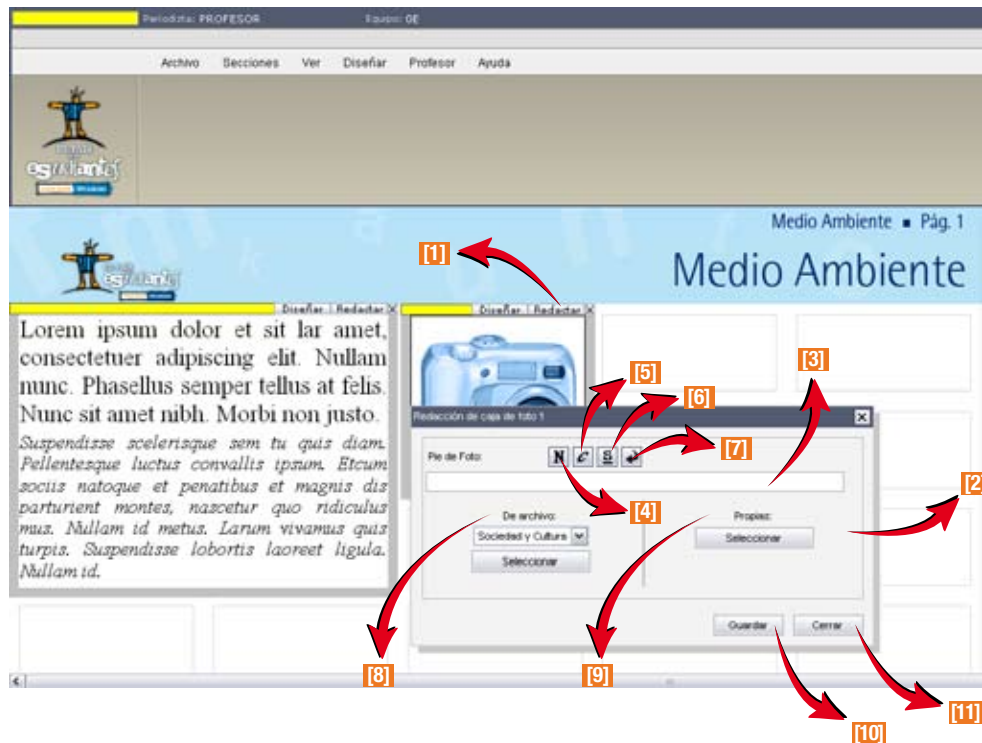 Periodista: PROFESOR Equipo: OE
Archivo Secciones Ver Diseñar Profesor Ayuda
estudiantes
Medio Ambiente ■ Pág. 1
[1]
Medio Ambiente
Diseñar Redactar X
Diseñar Redactar X
Lorem ipsum dolor et sit lar amet,
consectetuer adipiscing elit. Nullam
nunc. Phasellus semper tellus at felis.
Nunc sit amet nibh. Morbi non justo.
Suspendisse scelerisque sem tu quis diam.
Pellentesque luctus convallis ipsum. Etcum
sociis natoque et penatibus et magnis dis
parturient montes, nascetur quo ridiculus
mus. Nullam id metus. Larum vivamus quis
turpis. Suspendisse lobortis laoreet ligula.
Nullam id.
[3]
[5]
[6]
Redacción de caja de foto 1
Pie de Foto: N C S
[7]
[2]
[4]
De archivo:
Propias:
Sociedad y Cultura
Seleccionar
Seleccionar
Guardar Cerrar
[8]
[9]
[10]
[11]